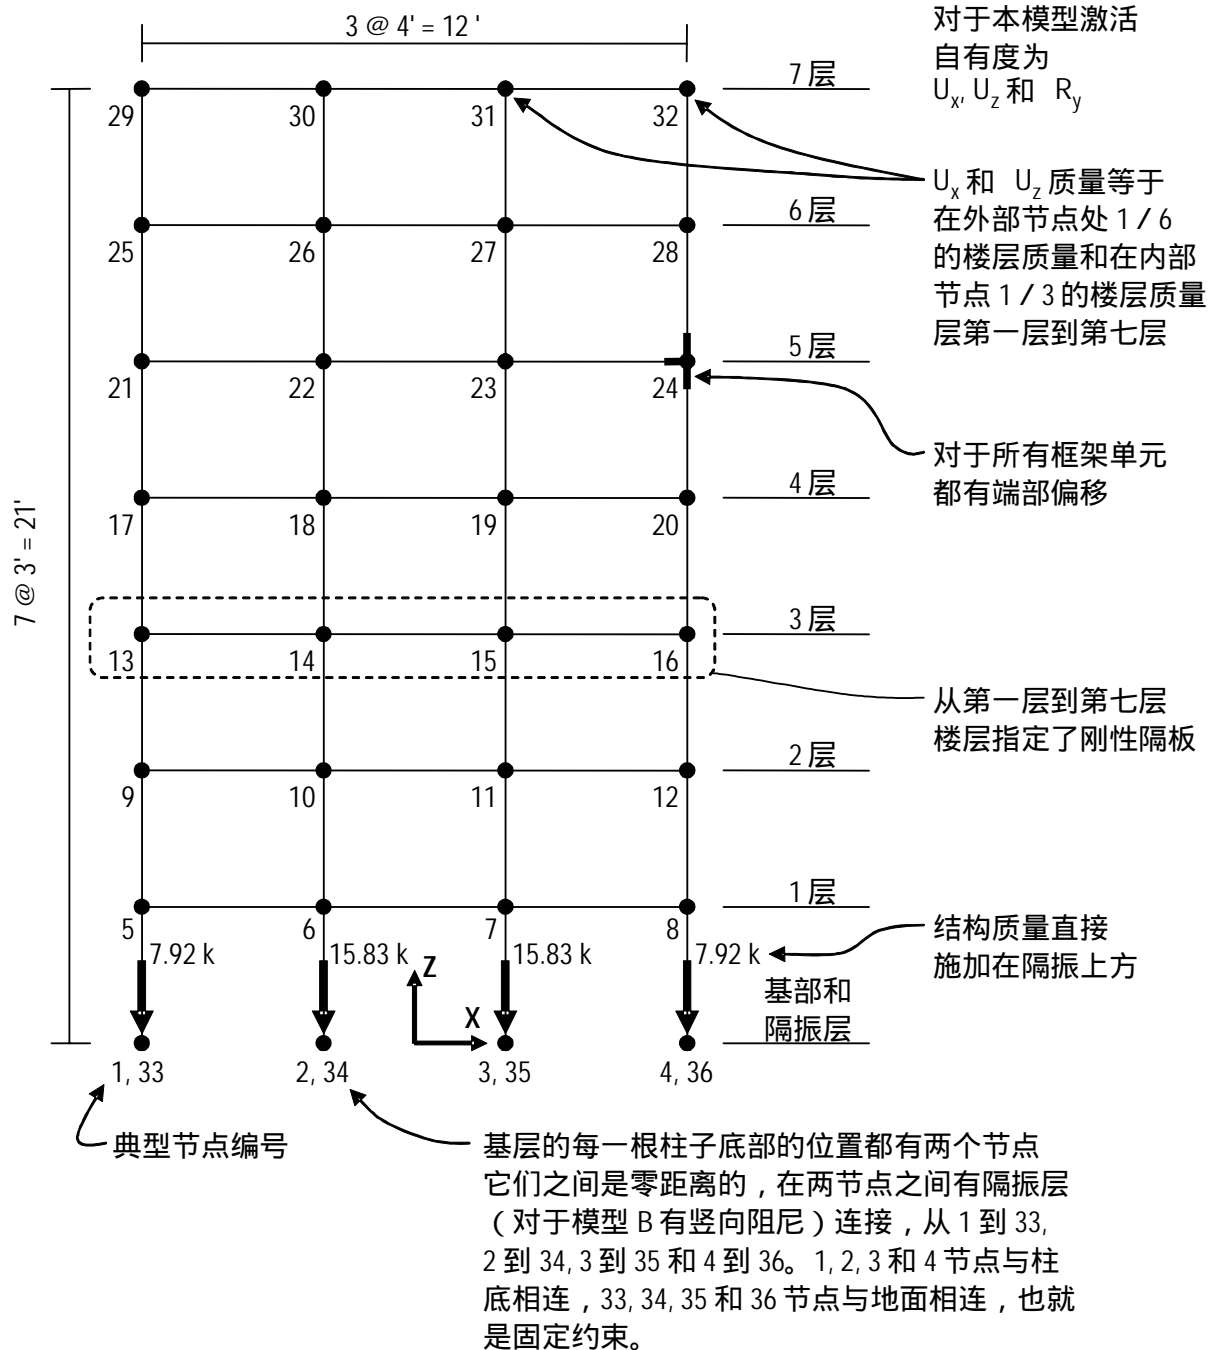 3 @ 4' = 12 '
对于本模型激活
自有度为
Ux, Uz 和 Ry
7 层
29 30 31 32
Ux 和 Uz 质量等于
在外部节点处 1 / 6
的楼层质量和在内部
节点 1 / 3 的楼层质量
层第一层到第七层
6 层
25 26 27 28
5 层
21 22 23 24
对于所有框架单元
都有端部偏移
4 层
17 18 19 20
7 @ 3' = 21'
3 层
13 14 15 16
从第一层到第七层
楼层指定了刚性隔板
2 层
9 10 11 12
1 层
5 6 7 8
7.92 k 15.83 k 15.83 k 7.92 k
结构质量直接
施加在隔振上方
Z
X
基部和
隔振层
1, 33 2, 34 3, 35 4, 36
典型节点编号
基层的每一根柱子底部的位置都有两个节点
它们之间是零距离的，在两节点之间有隔振层
（对于模型 B 有竖向阻尼）连接，从 1 到 33,
2 到 34, 3 到 35 和 4 到 36。1, 2, 3 和 4 节点与柱
底相连，33, 34, 35 和 36 节点与地面相连，也就
是固定约束。